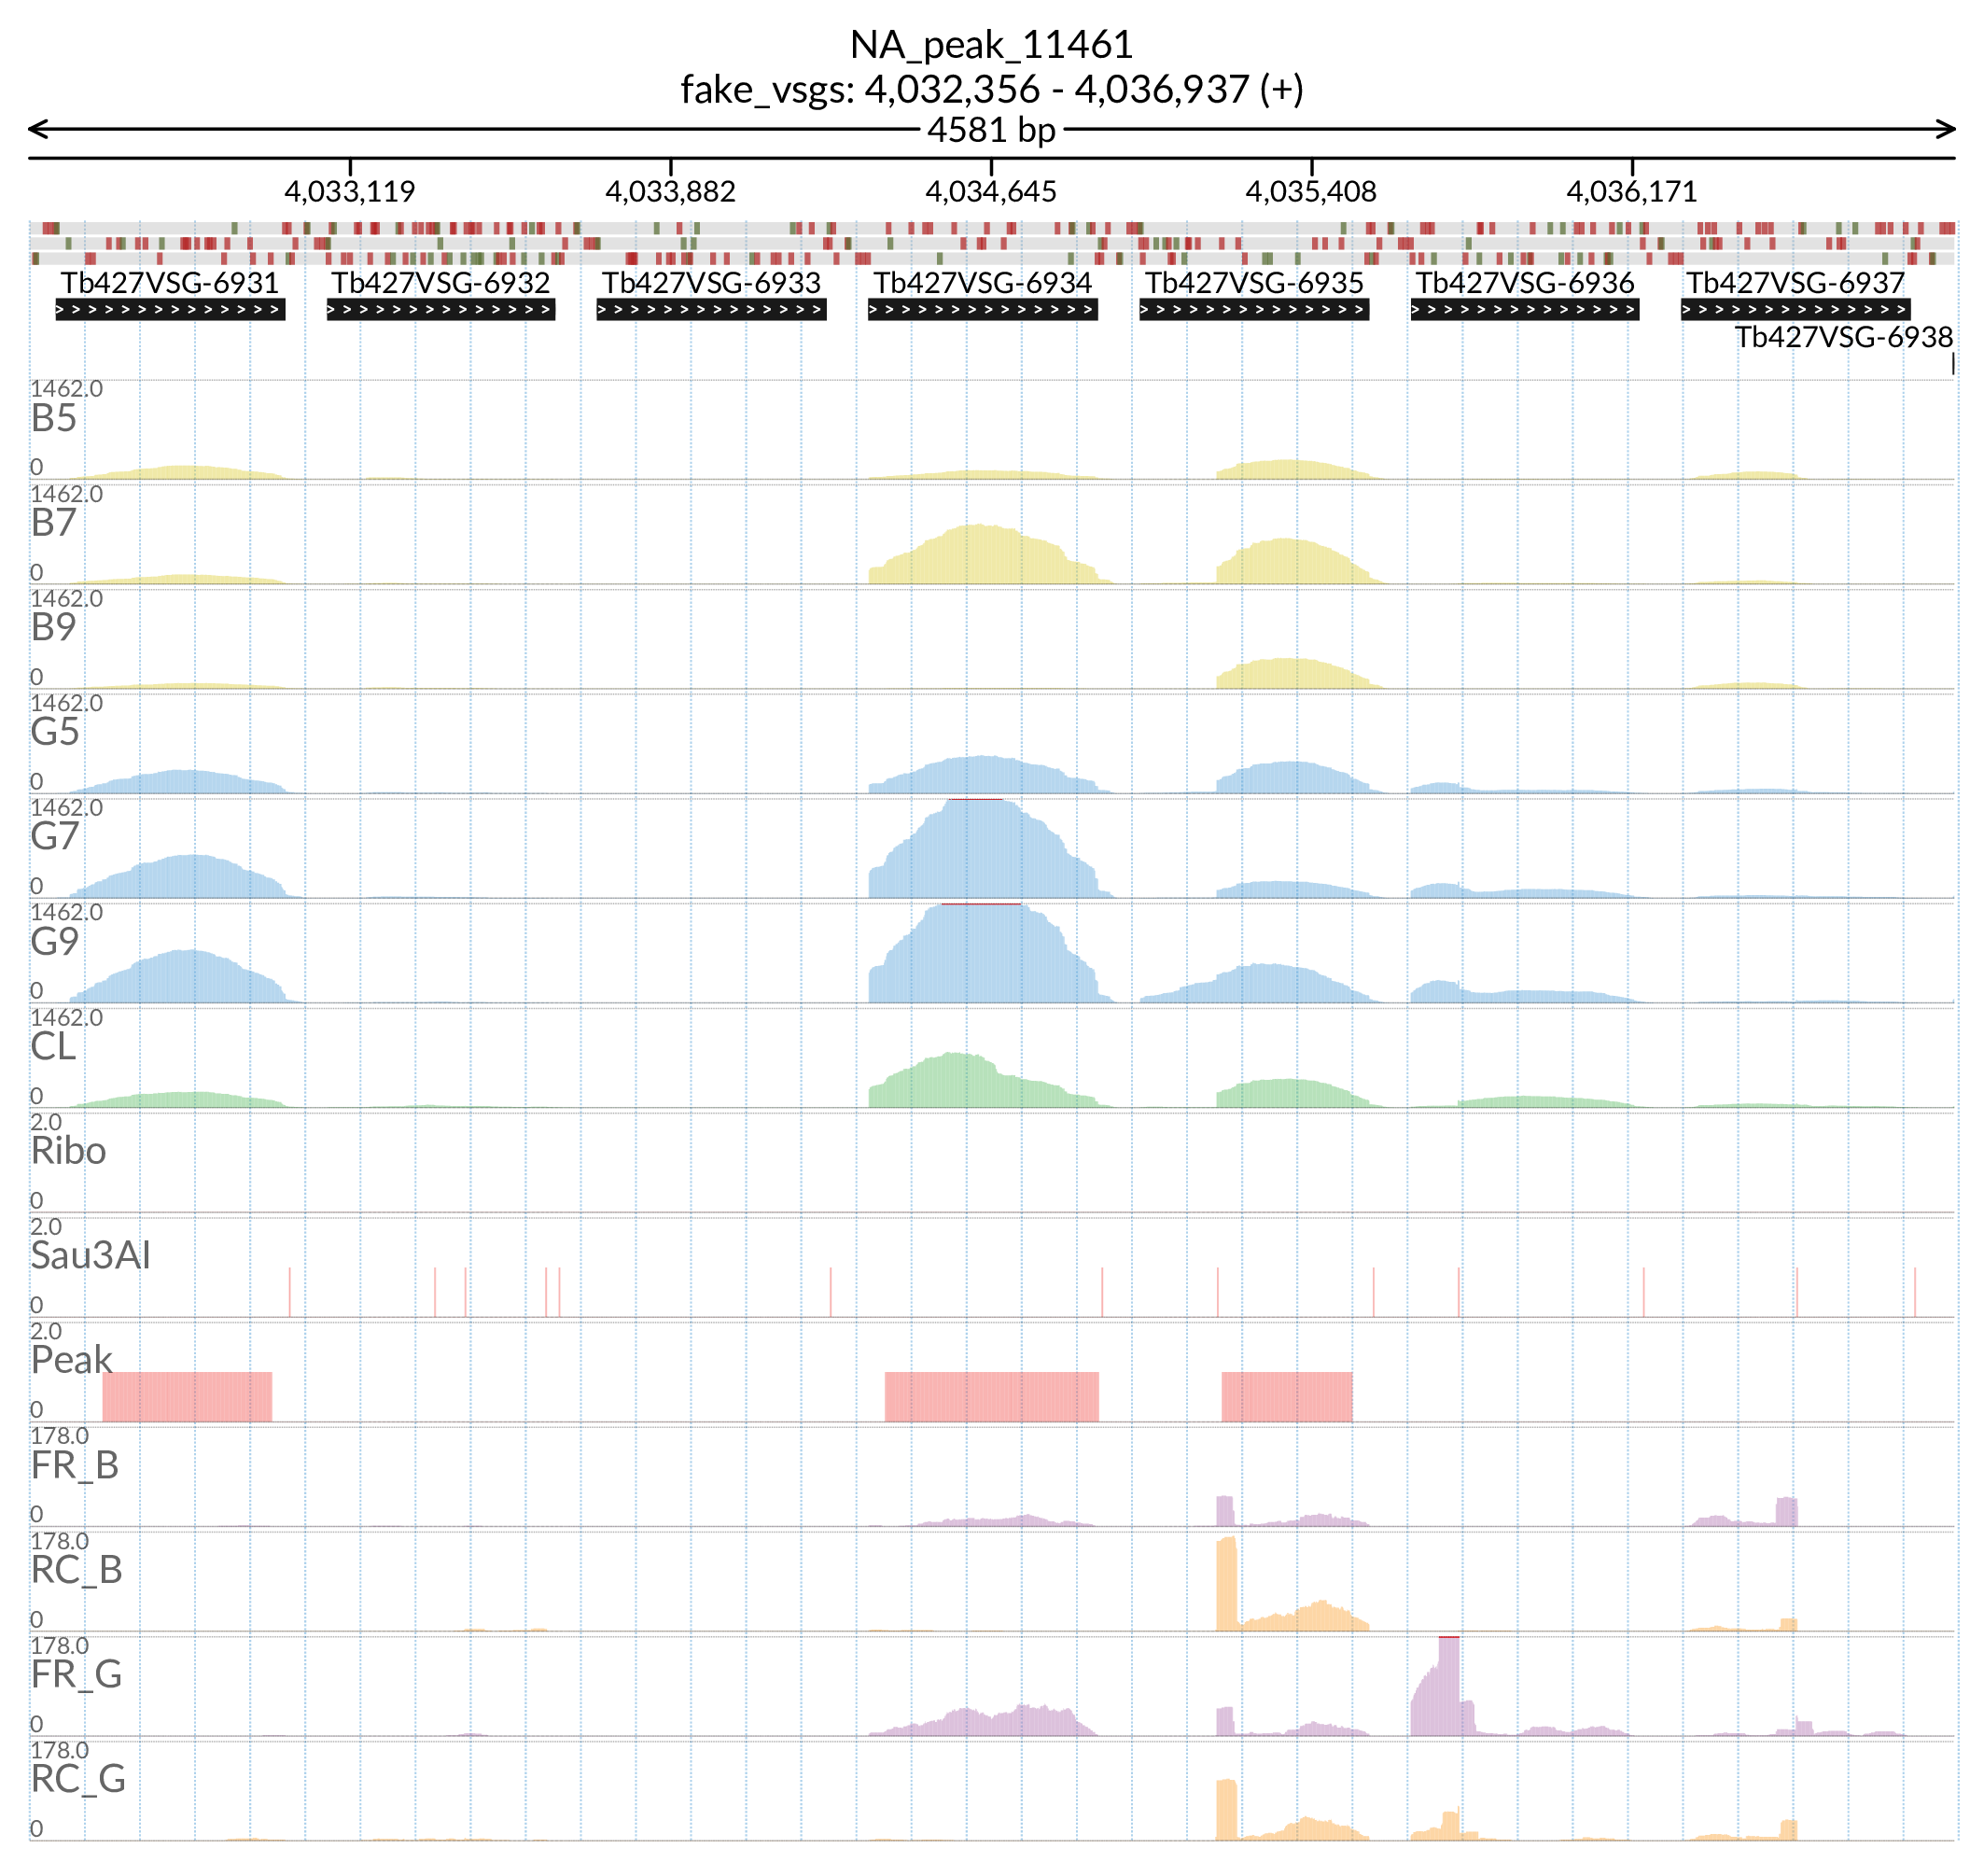 NA_peak_11461
fake_vsgs: 4,032,356 - 4,036,937 (+)
4581 bp
4,033,119 4,033,882 4,034,645 4,035,408 4,036,171
Tb427VSG-6931 Tb427VSG-6932 Tb427VSG-6933 Tb427VSG-6934 Tb427VSG-6935 Tb427VSG-6936 Tb427VSG-6937
Tb427VSG-6938
1462.0
B5
0
1462.0
B7
0
1462.0
B9
0
1462.0
G5
0
1462.0
G7
0
1462.0
G9
0
1462.0
CL
0
2.0
Ribo
0
2.0
Sau3AI
0
2.0
Peak
0
178.0
FR_B
0
178.0
RC_B
0
178.0
FR_G
0
178.0
RC_G
0